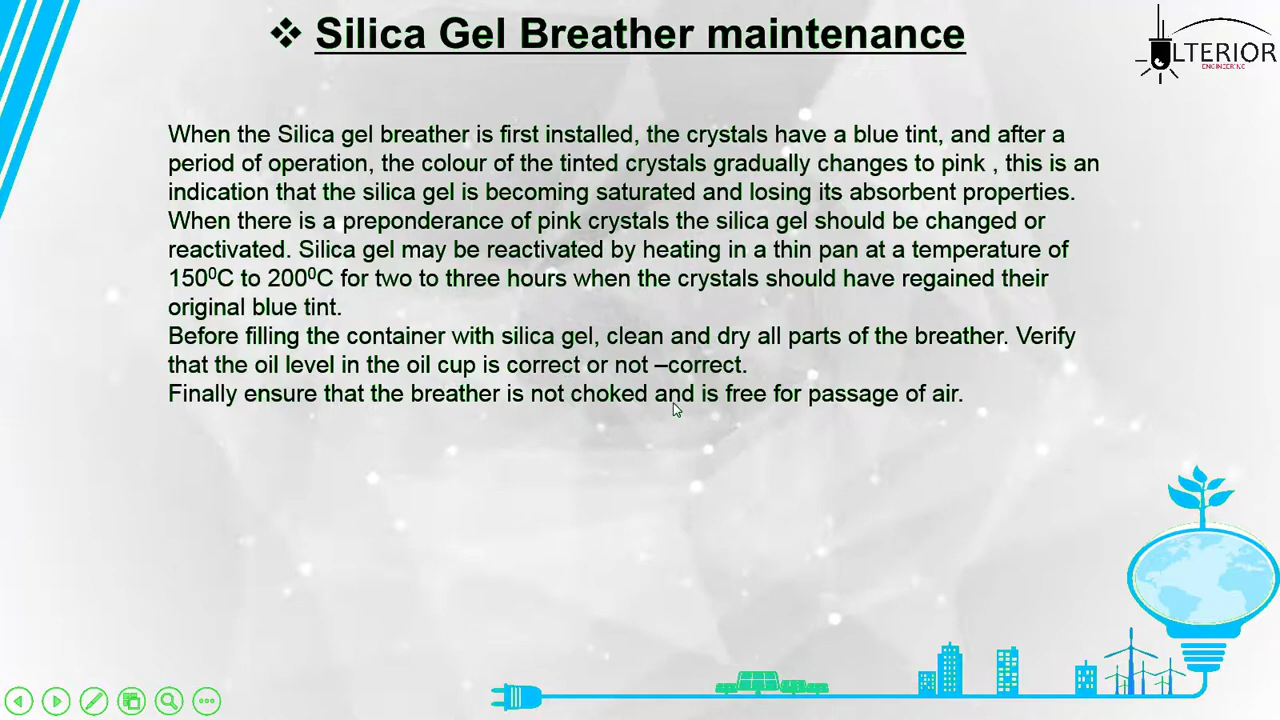 ❖ Silica Gel Breather maintenance
ULTERIOR
ENGINEERING
When the Silica gel breather is first installed, the crystals have a blue tint, and after a
period of operation, the colour of the tinted crystals gradually changes to pink , this is an
indication that the silica gel is becoming saturated and losing its absorbent properties.
When there is a preponderance of pink crystals the silica gel should be changed or
reactivated. Silica gel may be reactivated by heating in a thin pan at a temperature of
150⁰C to 200⁰C for two to three hours when the crystals should have regained their
original blue tint.
Before filling the container with silica gel, clean and dry all parts of the breather. Verify
that the oil level in the oil cup is correct or not –correct.
Finally ensure that the breather is not choked and is free for passage of air.